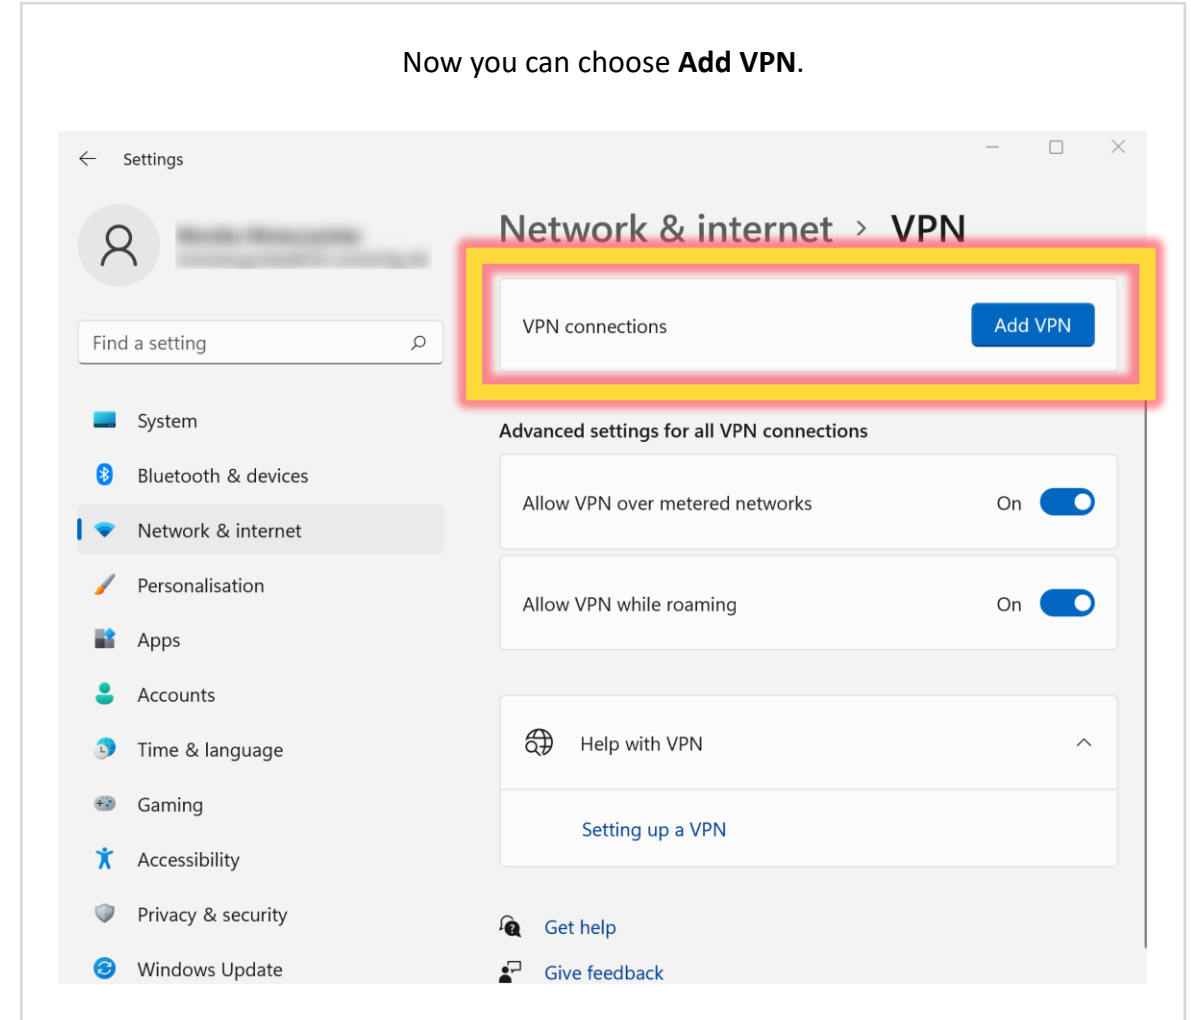 Now you can choose Add VPN.
Settings
Network & internet > VPN
Find a setting
VPN connections
Add VPN
System
Bluetooth & devices
Network & internet
Personalisation
Apps
Accounts
Time & language
Gaming
Accessibility
Privacy & security
Windows Update
Advanced settings for all VPN connections
Allow VPN over metered networks On
Allow VPN while roaming On
Help with VPN
Setting up a VPN
Get help
Give feedback